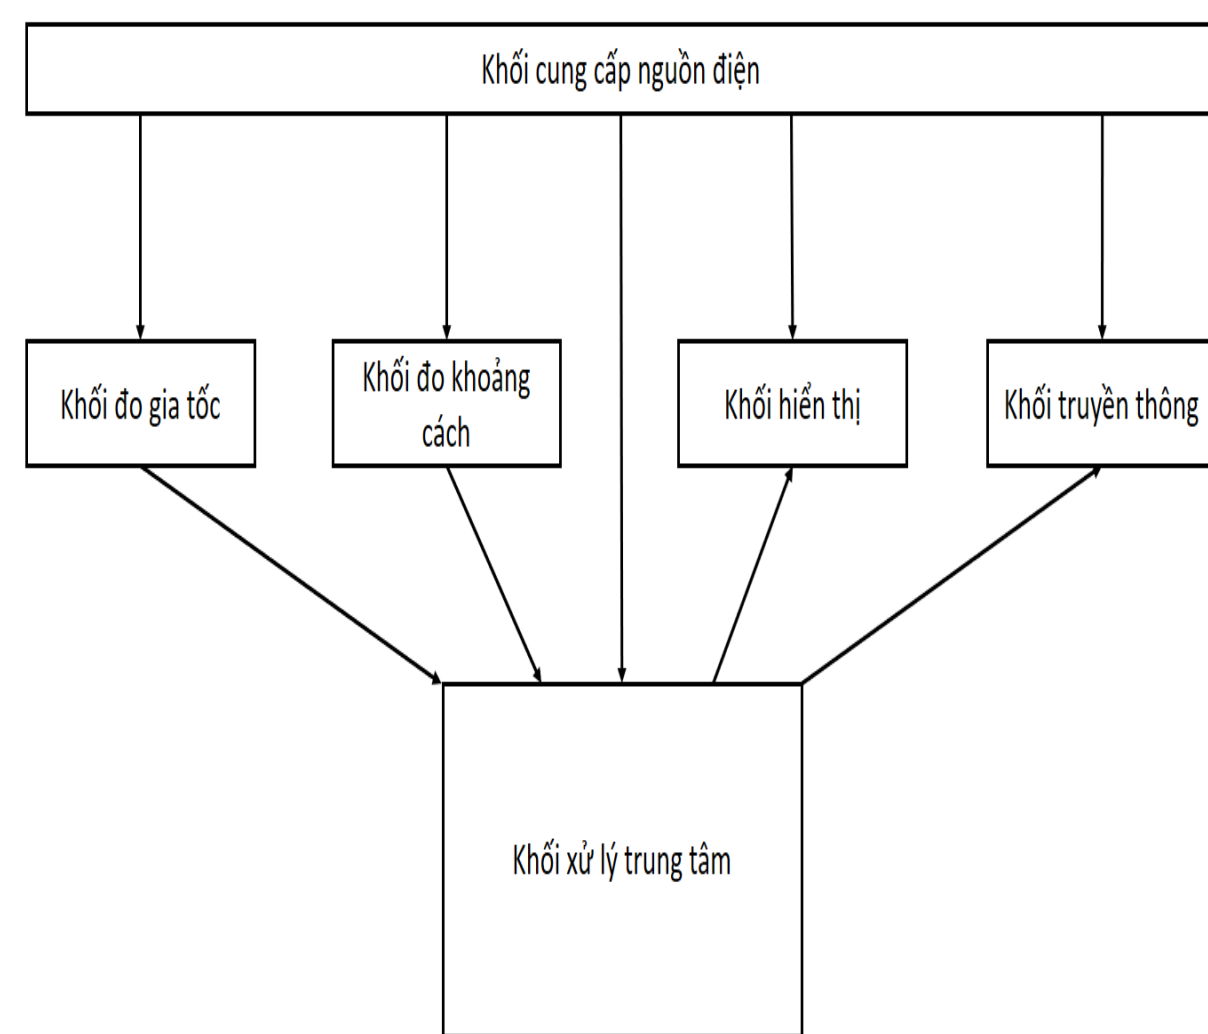 Khối cung cấp nguồn điện
Khối đo gia tốc
Khối đo khoảng
cách
Khối hiển thị
Khối truyền thông
Khối xử lý trung tâm